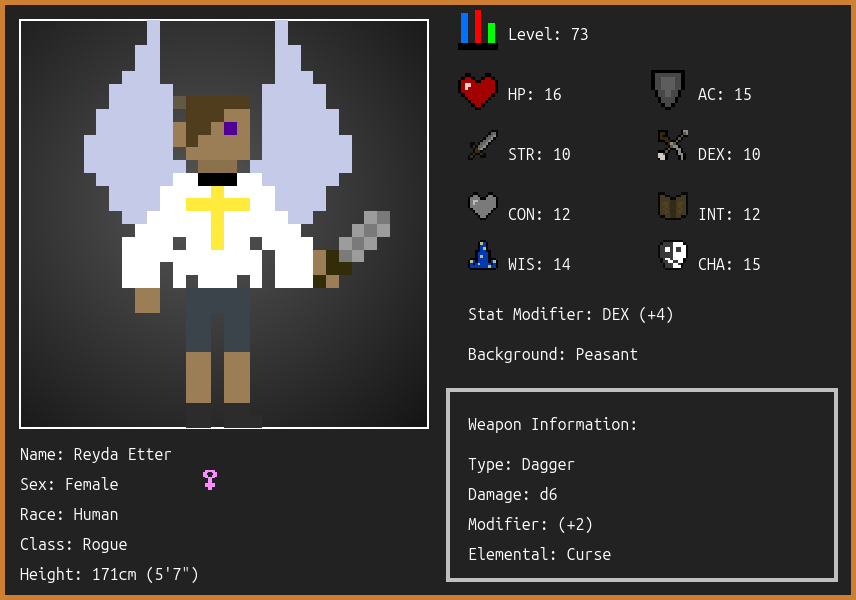 Level: 73
HP: 16
AC: 15
STR: 10
DEX: 10
CON: 12
INT: 12
WIS: 14
CHA: 15
Stat Modifier: DEX (+4)
Background: Peasant
Weapon Information:
Type: Dagger
Damage: d6
Modifier: (+2)
Elemental: Curse
Name: Reyda Etter
Sex: Female
Race: Human
Class: Rogue
Height: 171cm (5'7")